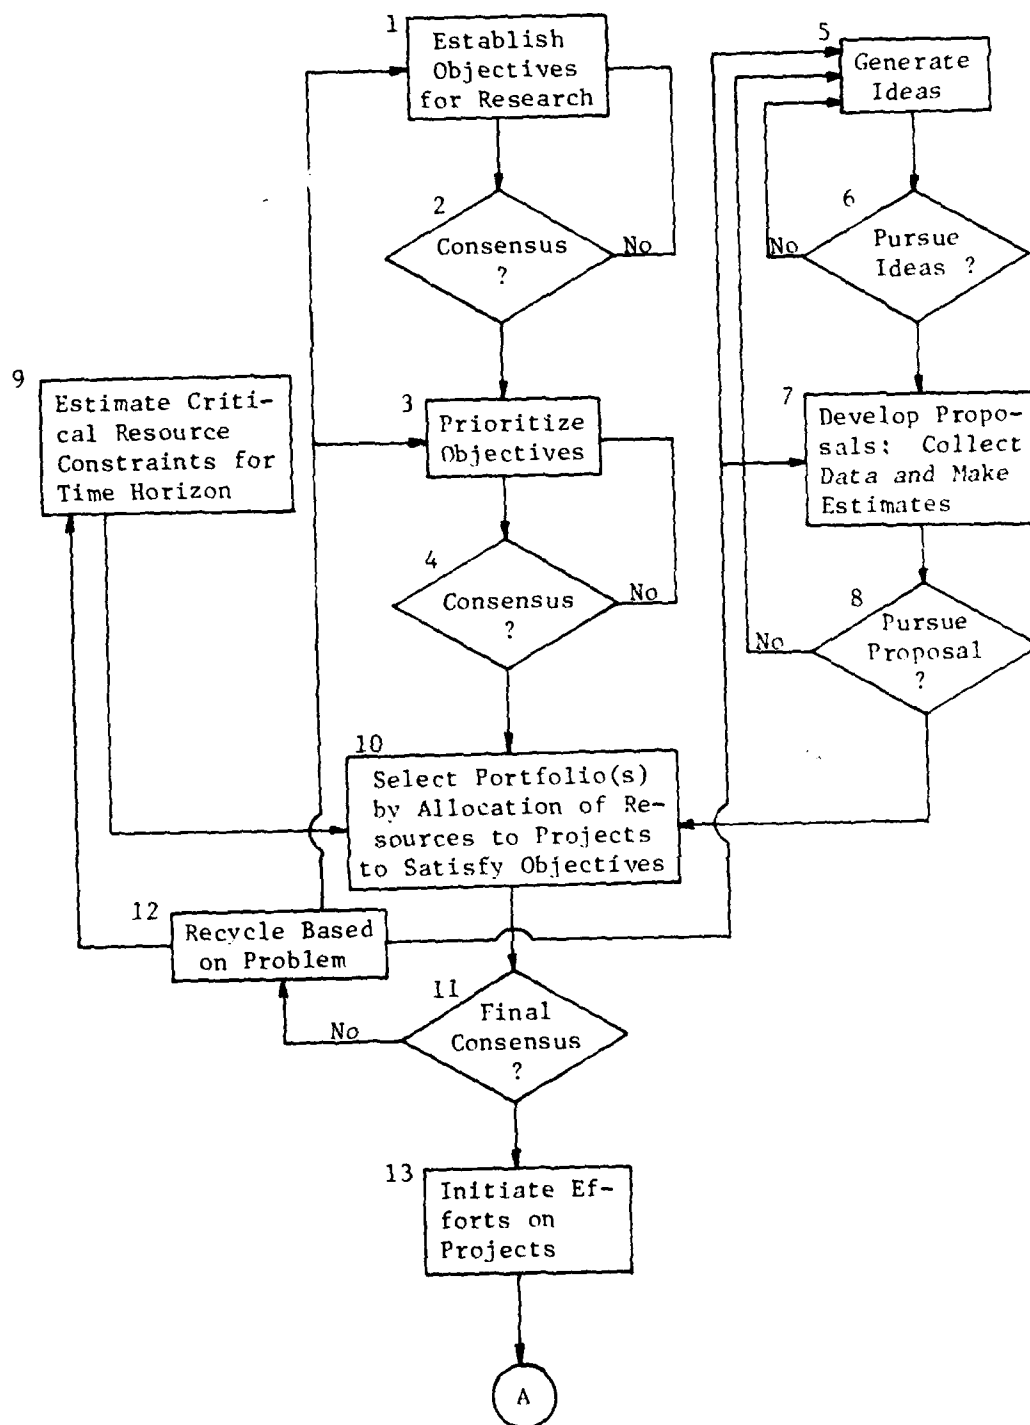 1
Establish
Objectives
for Research
2
Consensus
?
No
3
Prioritize
Objectives
4
Consensus
?
No
5
Generate
Ideas
6
Pursue
Ideas ?
No
7
Develop Propo-
sals: Collect
Data and Make
Estimates
8
Pursue
Proposal
?
No
9
Estimate Criti-
cal Resource
Constraints for
Time Horizon
10
Select Portfolio(s)
by Allocation of Re-
sources to Projects
to Satisfy Objectives
12
Recycle Based
on Problem
11
Final
Consensus
?
No
13
Initiate Ef-
forts on
Projects
A